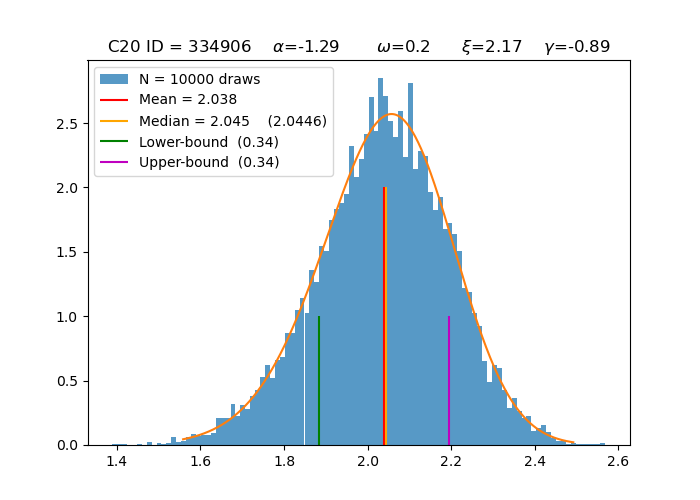 C20 ID = 334906 α=-1.29 ω=0.2 ξ=2.17 γ=-0.89
N = 10000 draws
Mean = 2.038
Median = 2.045 (2.0446)
Lower-bound (0.34)
Upper-bound (0.34)
2.5
2.0
1.5
1.0
0.5
0.0
1.4 1.6 1.8 2.0 2.2 2.4 2.6